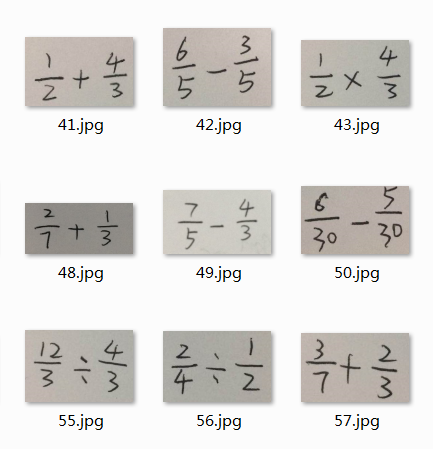 1/2 + 4/3
6/5 − 3/5
1/2 × 4/3
41.jpg
42.jpg
43.jpg
2/7 + 1/3
7/5 − 4/3
6/30 − 5/30
48.jpg
49.jpg
50.jpg
12/3 ÷ 4/3
2/4 ÷ 1/2
3/7 + 2/3
55.jpg
56.jpg
57.jpg